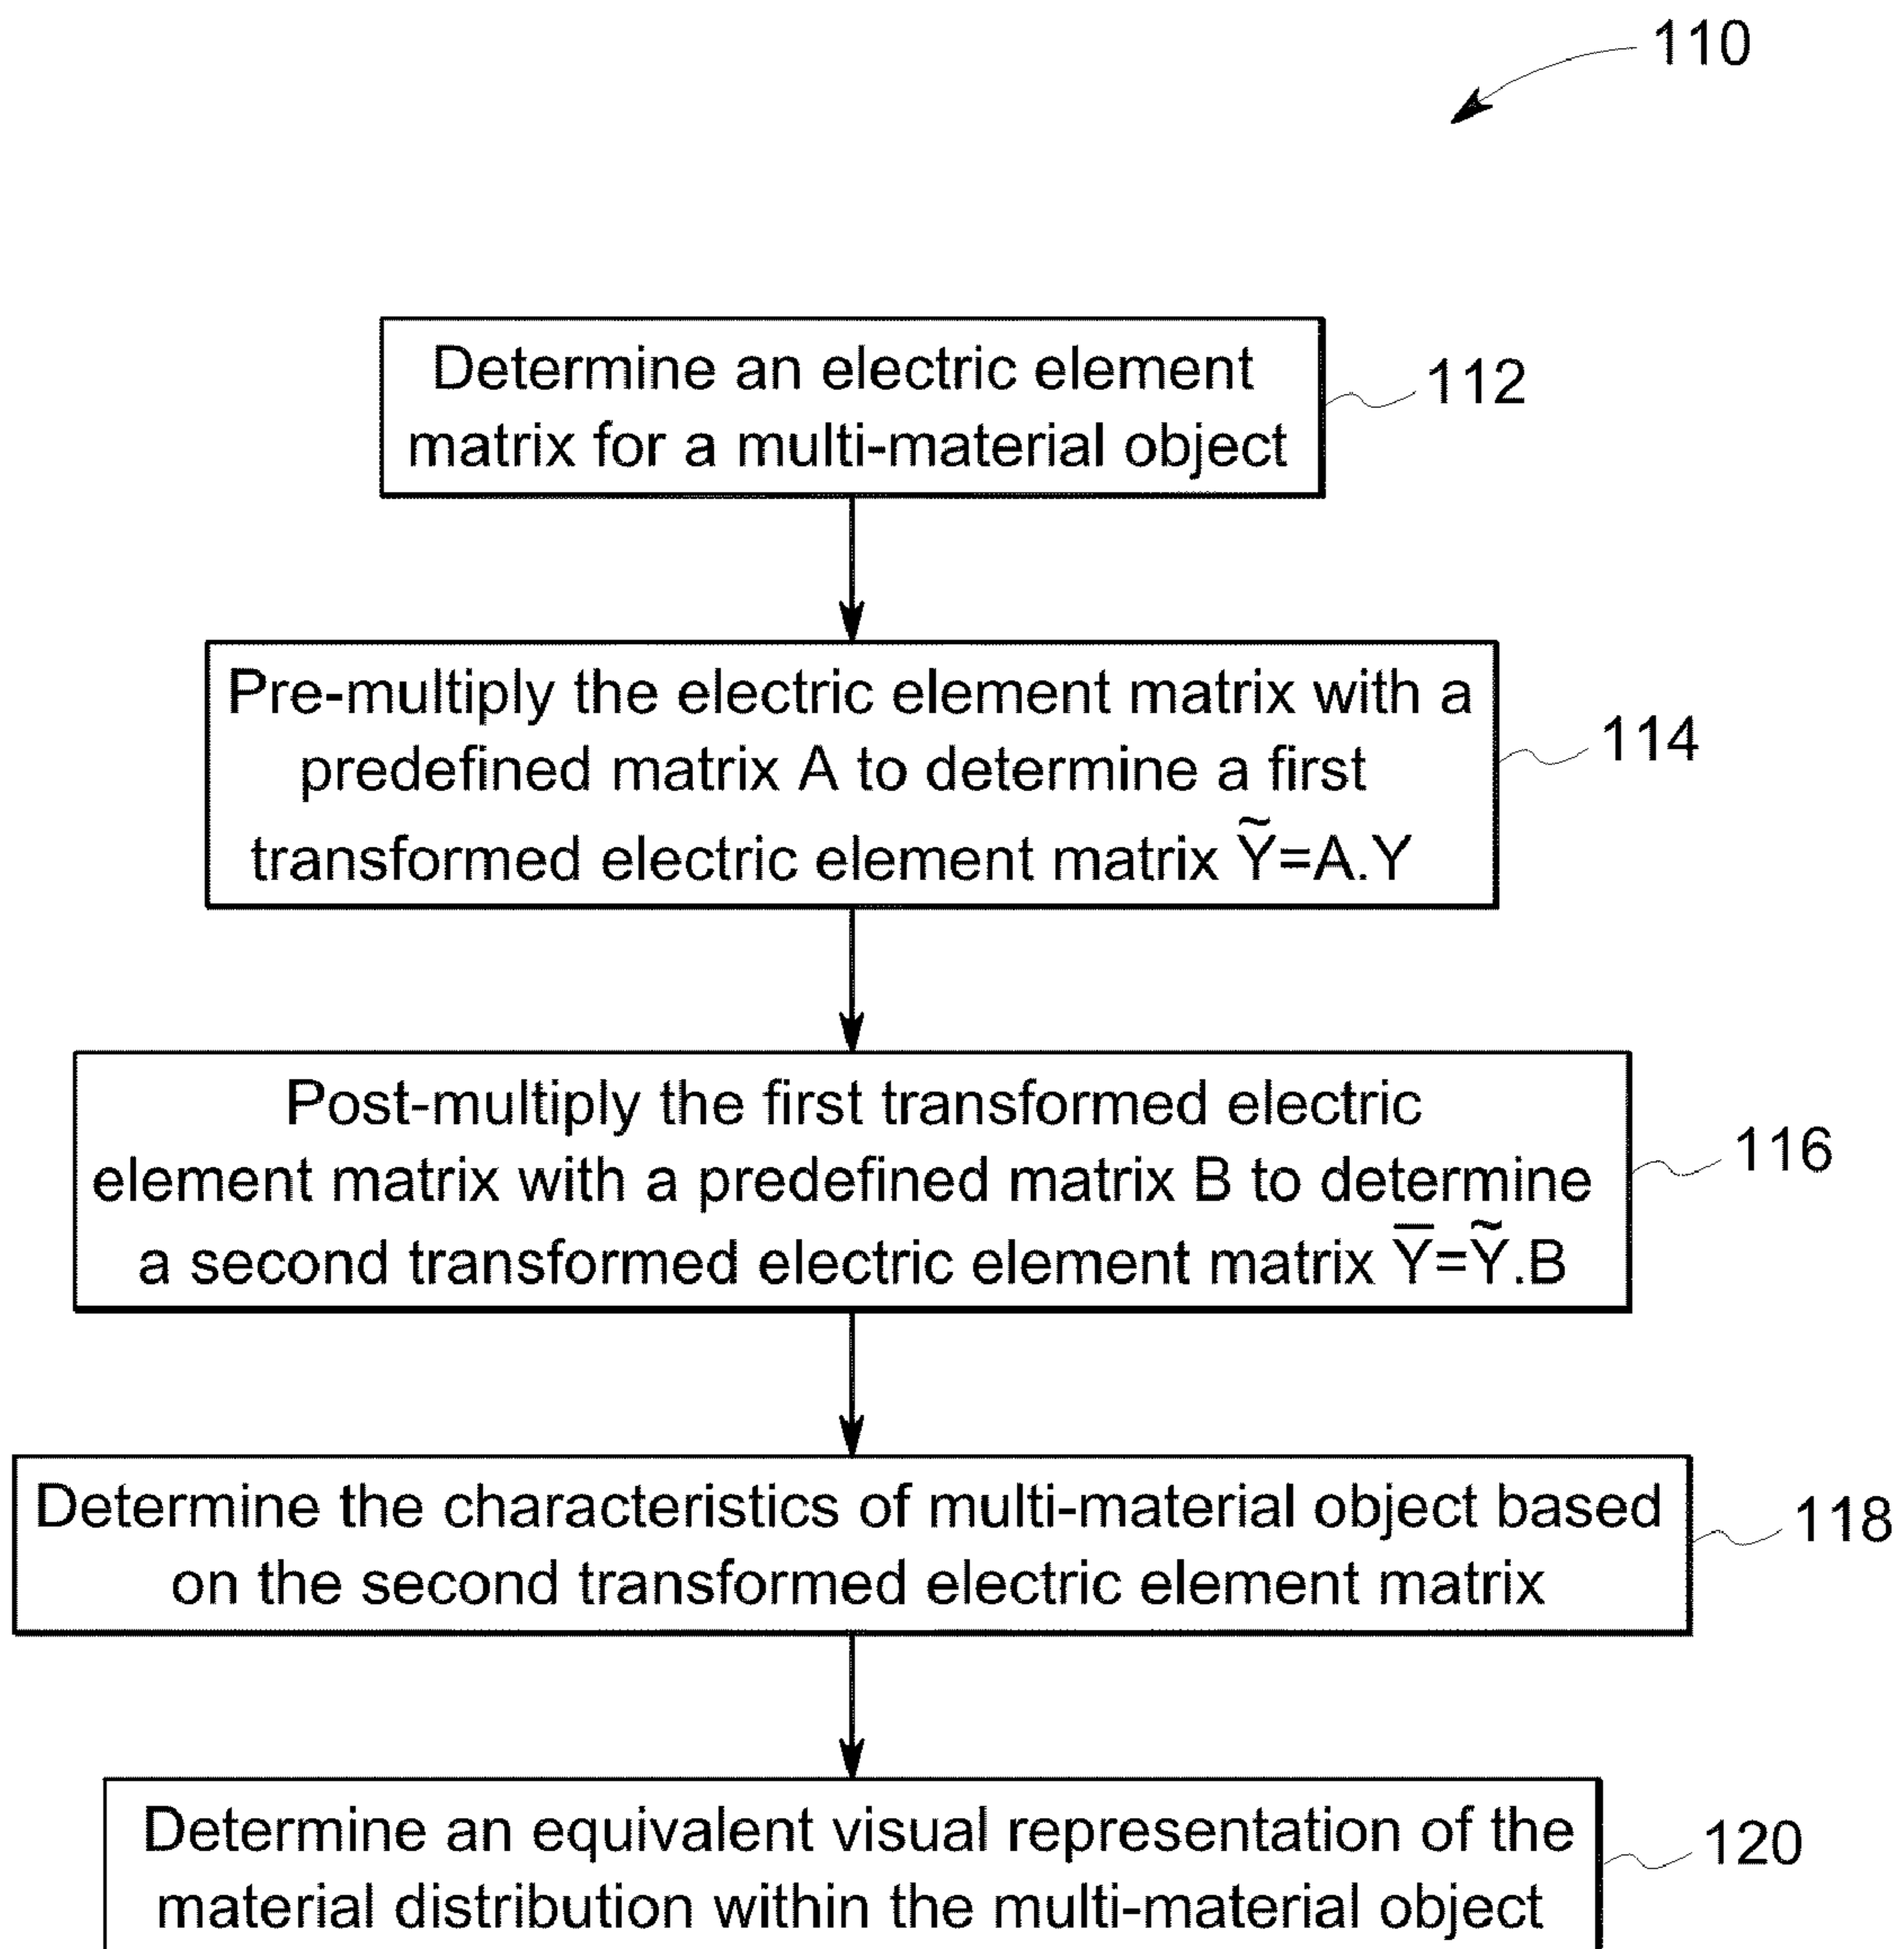 110
Determine an electric element
matrix for a multi-material object
112
Pre-multiply the electric element matrix with a
predefined matrix A to determine a first
transformed electric element matrix Ỹ=A.Y
114
Post-multiply the first transformed electric
element matrix with a predefined matrix B to determine
a second transformed electric element matrix Y̅=Ỹ.B
116
Determine the characteristics of multi-material object based
on the second transformed electric element matrix
118
Determine an equivalent visual representation of the
material distribution within the multi-material object
120